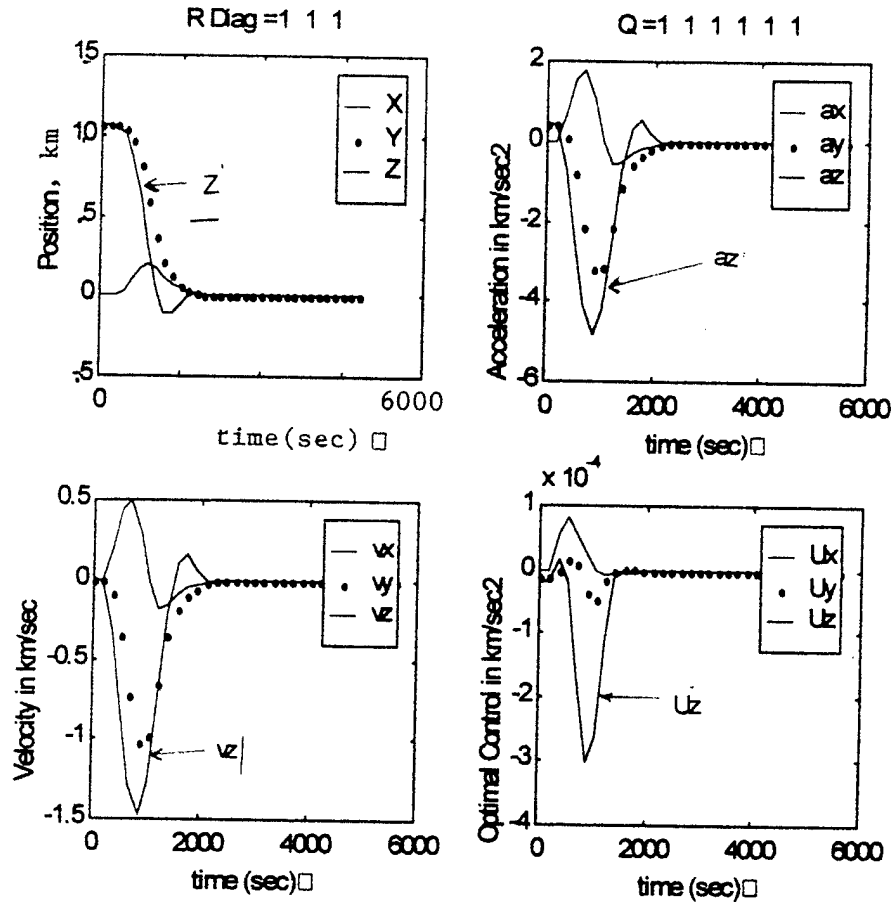 R Diag =1 1 1
Q =1 1 1 1 1 1
15
10
.5
0
-.5
Position, km
X
Y
Z
Z'
0
6000
time(sec) □
2
0
-2
-4
-6
Acceleration in km/sec2
ax
ay
az
az
0 2000 4000 6000
time (sec)□
0.5
0
-0.5
-1
-1.5
Velocity in km/sec
vx
vy
vz
vz
0 2000 4000 6000
time (sec)□
x 10⁻⁴
1
0
-1
-2
-3
-4
Optimal Control in km/sec2
Ux
Uy
Uz
Uz
0 2000 4000 6000
time (sec)□